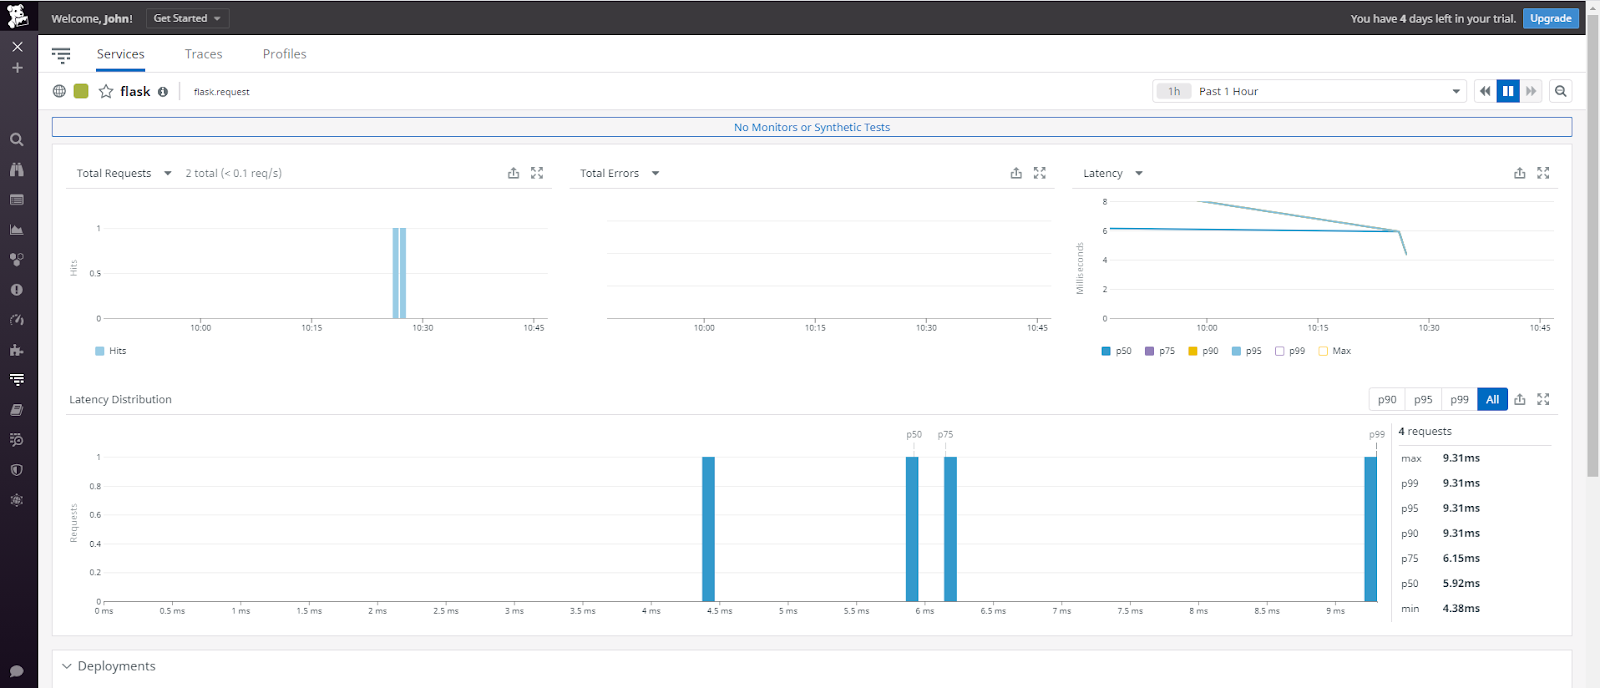 Welcome, John! Get Started You have 4 days left in your trial. Upgrade
Services Traces Profiles
flask flask.request 1h Past 1 Hour
No Monitors or Synthetic Tests
Total Requests 2 total (< 0.1 req/s)
Hits
1
0.5
0
10:00 10:15 10:30 10:45
Hits
Total Errors
10:00 10:15 10:30 10:45
Latency
Milliseconds
8
6
4
2
0
10:00 10:15 10:30 10:45
p50 p75 p90 p95 p99 Max
Latency Distribution p90 p95 p99 All
p50 p75 p99
Requests
1
0.8
0.6
0.4
0.2
0
0 ms 0.5 ms 1 ms 1.5 ms 2 ms 2.5 ms 3 ms 3.5 ms 4 ms 4.5 ms 5 ms 5.5 ms 6 ms 6.5 ms 7 ms 7.5 ms 8 ms 8.5 ms 9 ms
4 requests
max 9.31ms
p99 9.31ms
p95 9.31ms
p90 9.31ms
p75 6.15ms
p50 5.92ms
min 4.38ms
Deployments